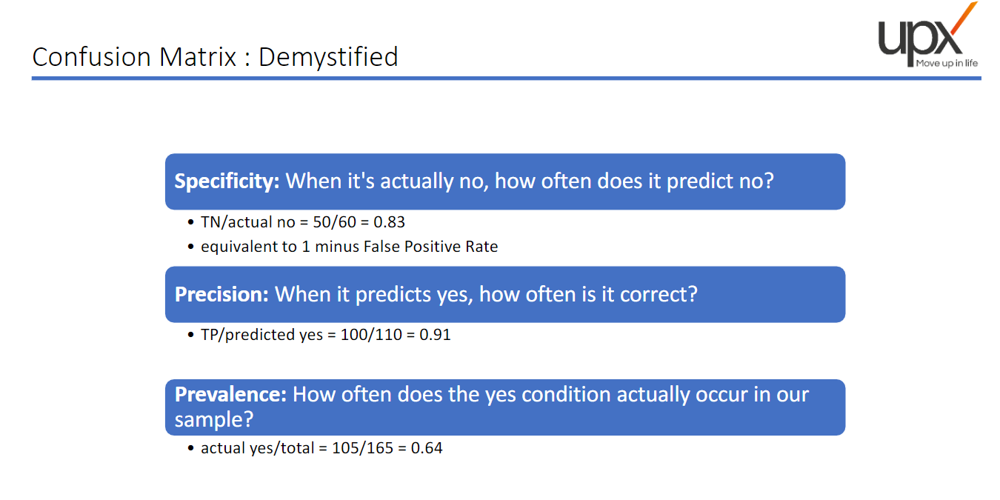 upx
Move up in life
Confusion Matrix : Demystified
Specificity: When it's actually no, how often does it predict no?
• TN/actual no = 50/60 = 0.83
• equivalent to 1 minus False Positive Rate
Precision: When it predicts yes, how often is it correct?
• TP/predicted yes = 100/110 = 0.91
Prevalence: How often does the yes condition actually occur in our
sample?
• actual yes/total = 105/165 = 0.64